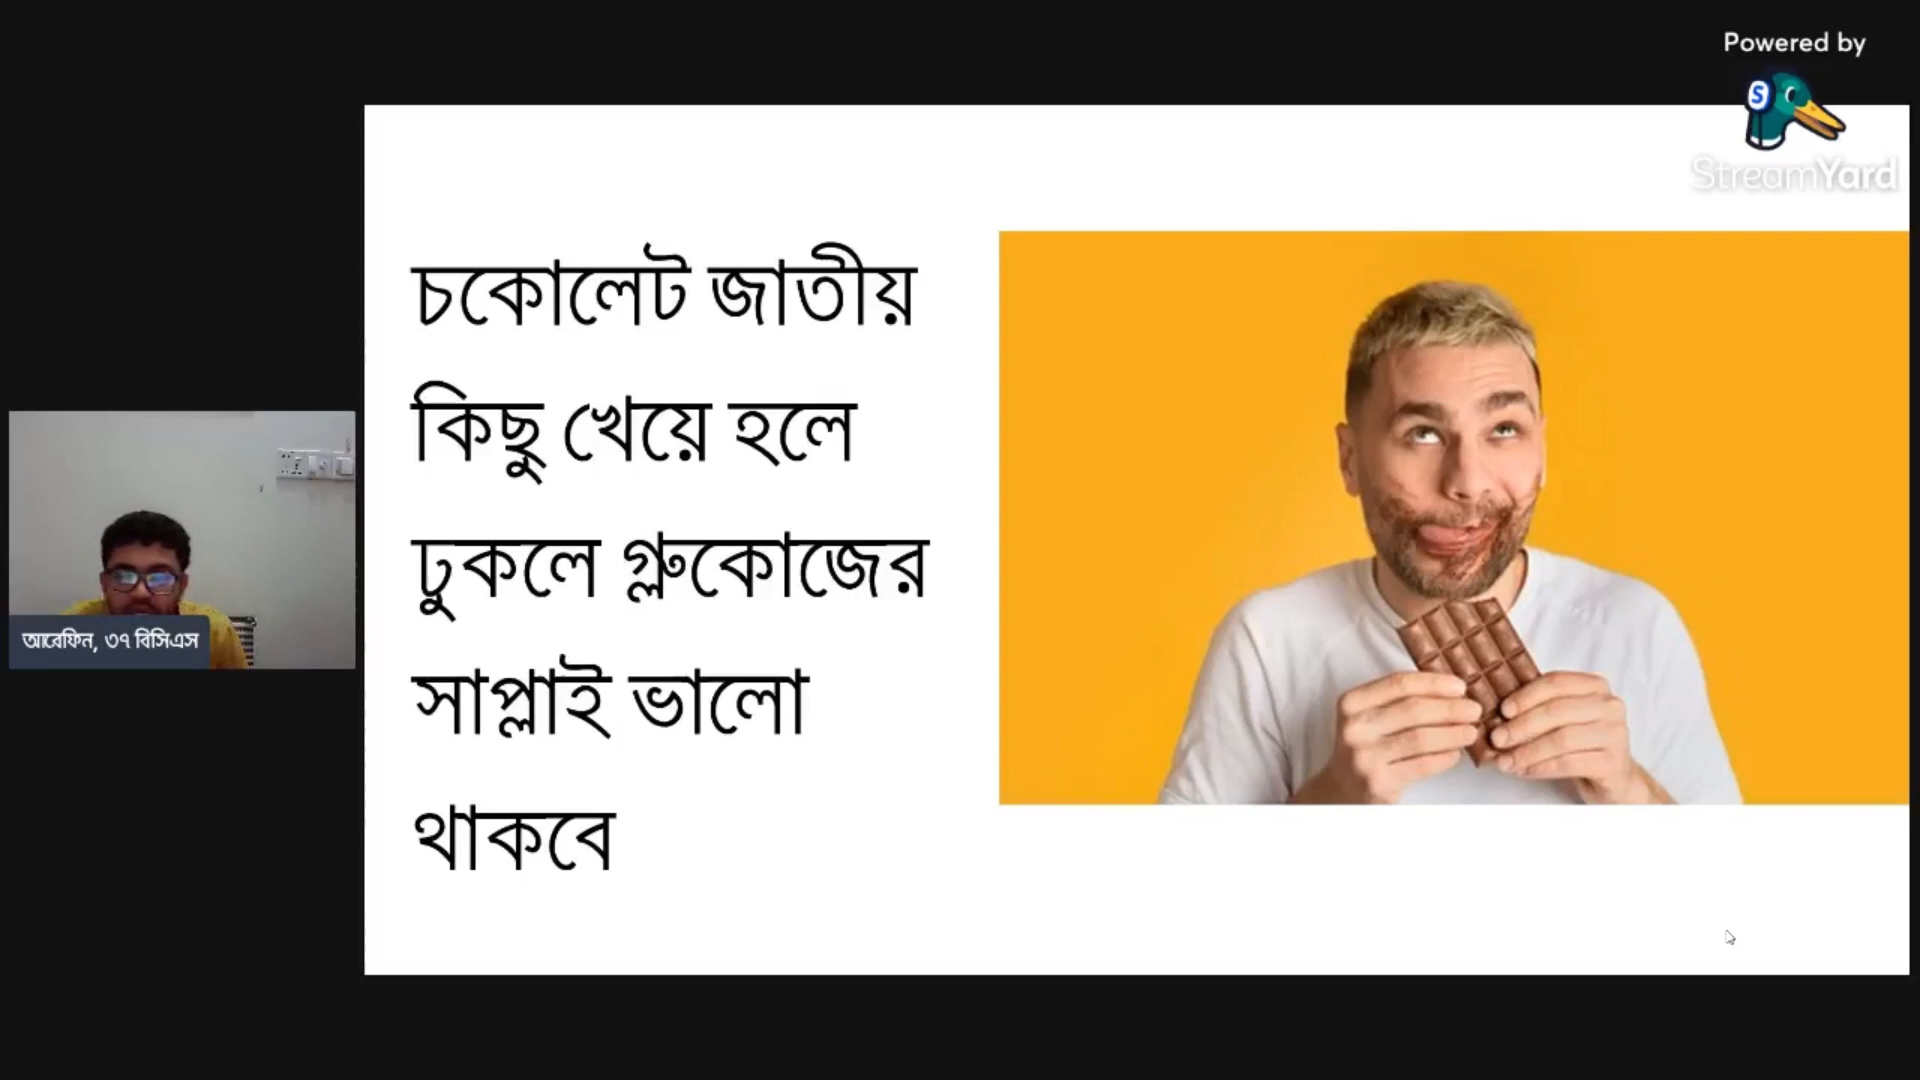 Powered by
StreamYard
চকোলেট জাতীয়
কিছু খেয়ে হলে
ঢুকলে গ্লুকোজের
সাপ্লাই ভালো
থাকবে
আরেফিন, ৩৭ বিসিএস